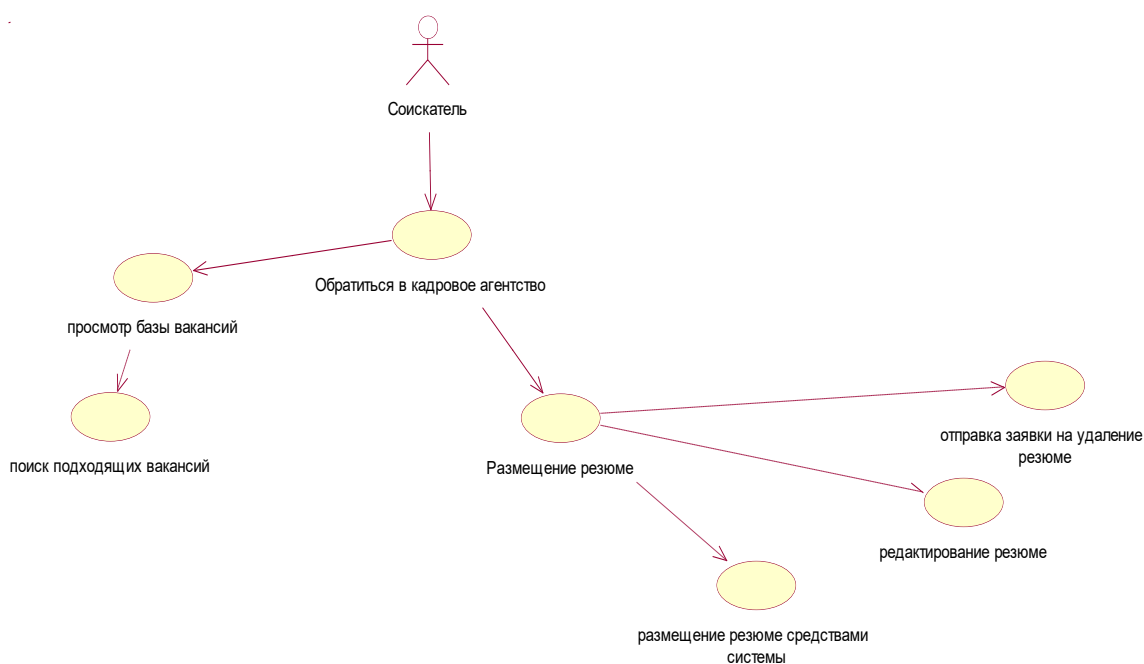 Соискатель
Обратиться в кадровое агентство
просмотр базы вакансий
поиск подходящих вакансий
Размещение резюме
отправка заявки на удаление
резюме
редактирование резюме
размещение резюме средствами
системы